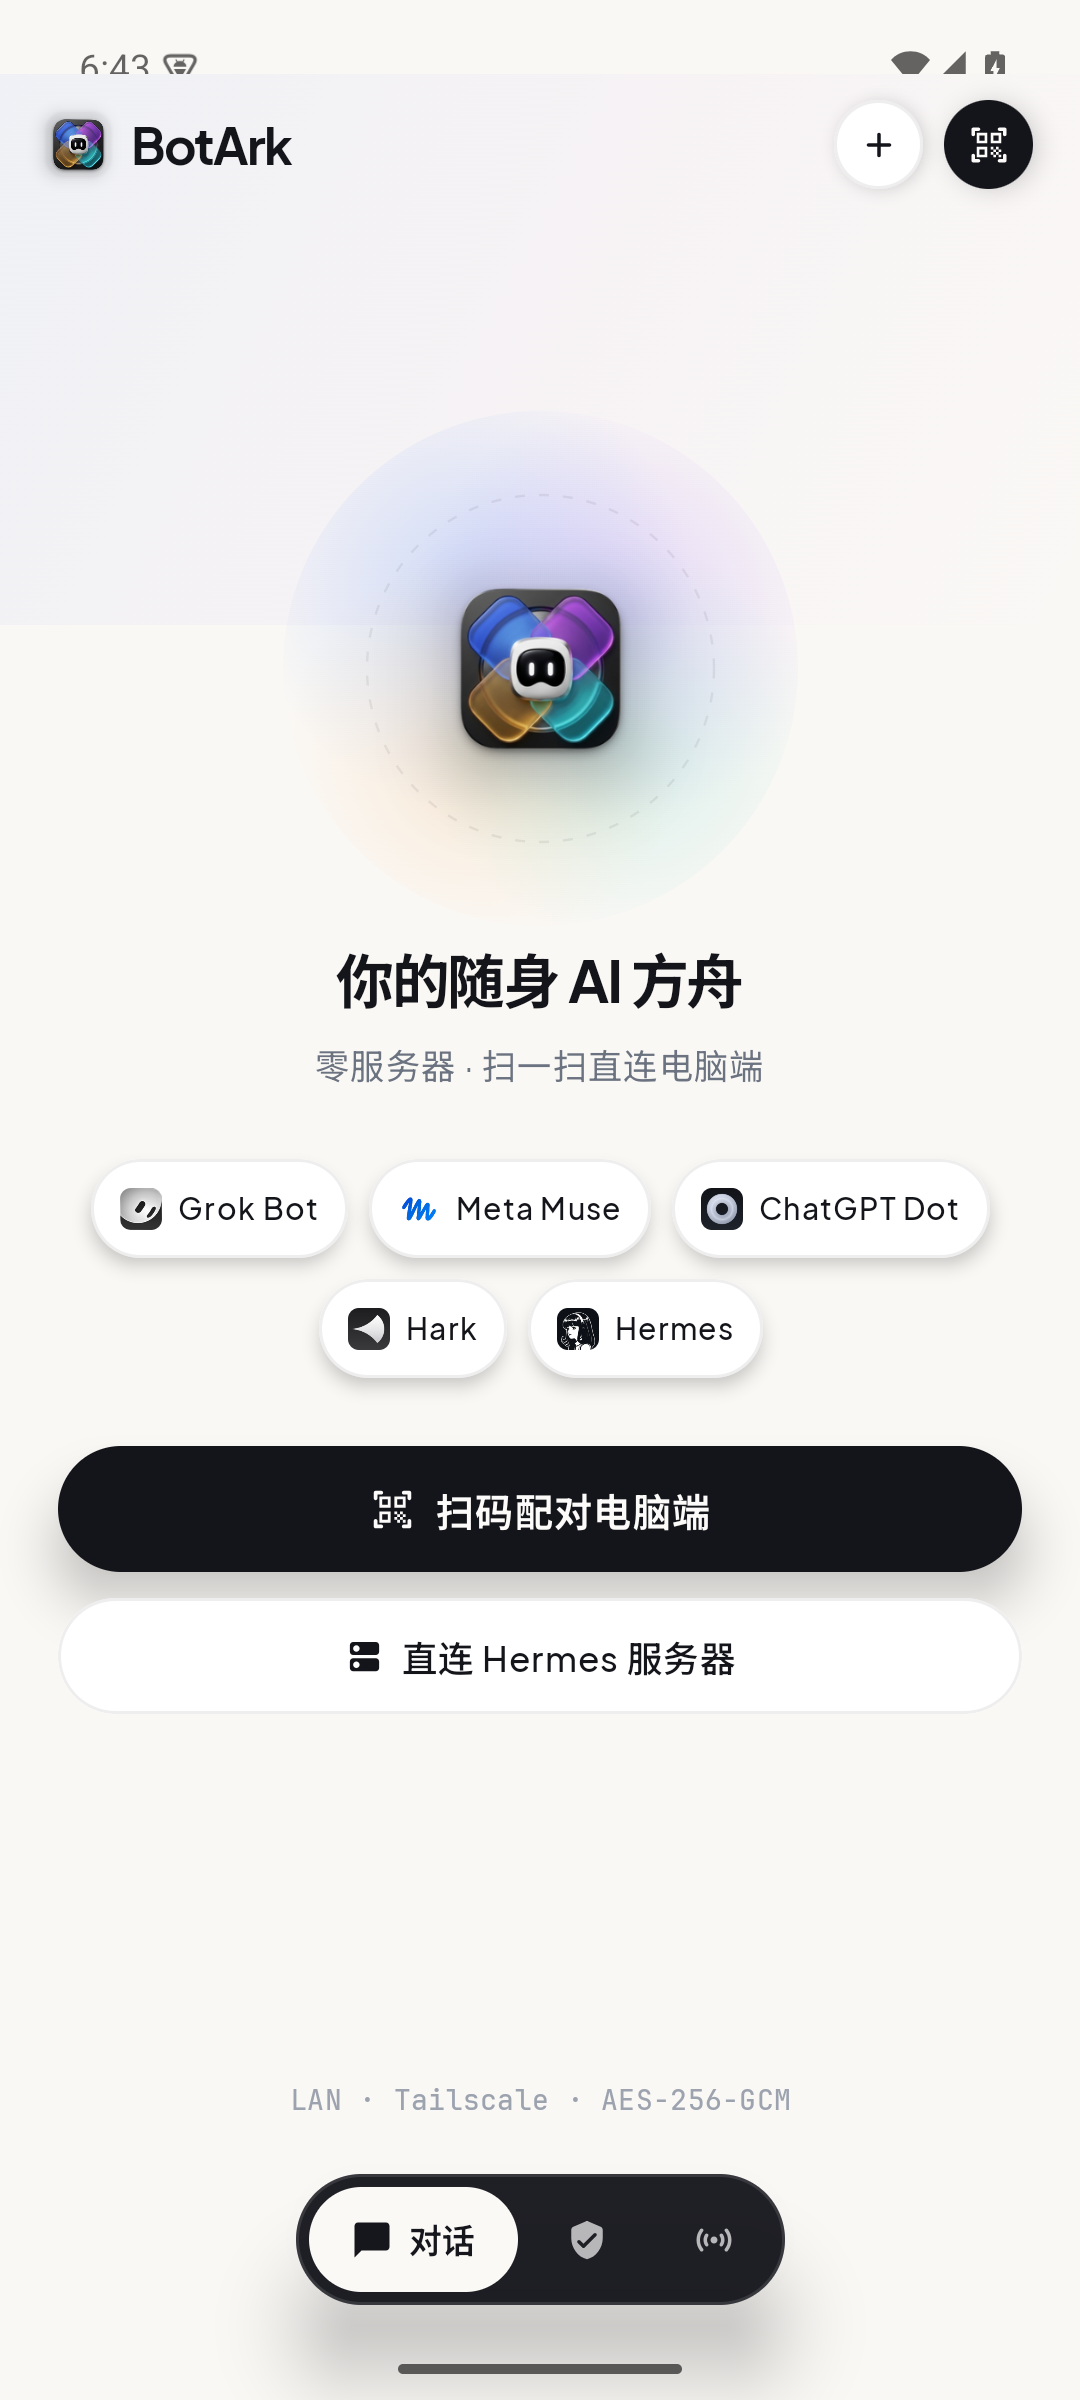 6:43
BotArk
你的随身 AI 方舟
零服务器 · 扫一扫直连电脑端
Grok Bot
Meta Muse
ChatGPT Dot
Hark
Hermes
扫码配对电脑端
直连 Hermes 服务器
LAN · Tailscale · AES-256-GCM
对话